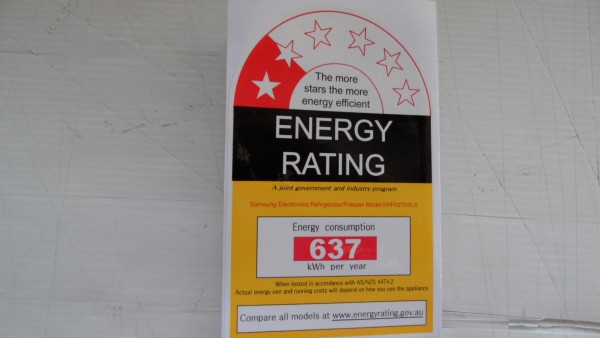 The more
stars the more
energy efficient
ENERGY
RATING
A joint government and industry program
Samsung Electronics Refrigerator/Freezer Model
Energy consumption
637
kWh per year
When tested in accordance with AS/NZS 4474.2
Actual energy use and running costs will depend on how you use the appliance
Compare all models at www.energyrating.gov.au